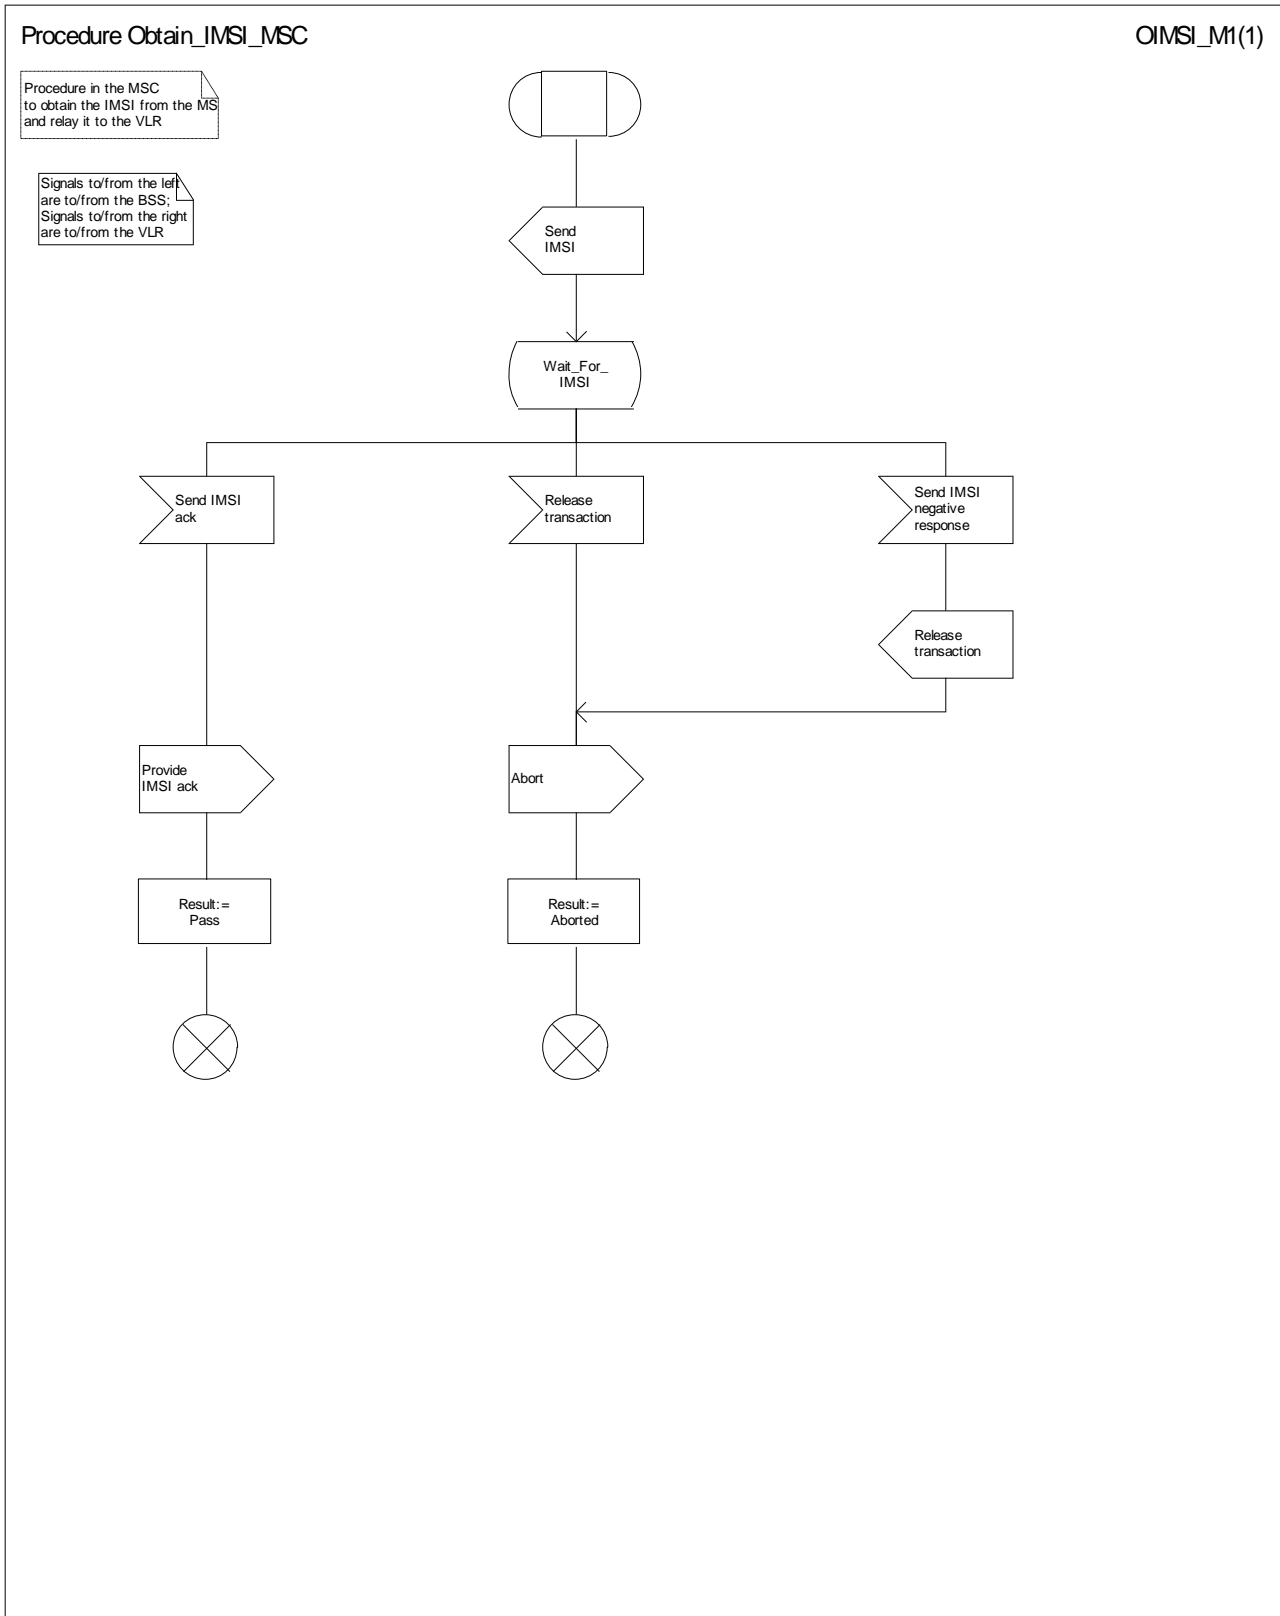 Procedure Obtain_IMSI_MSC
OIMSI_M1(1)
Procedure in the MSC
to obtain the IMSI from the MS
and relay it to the VLR
Signals to/from the left
are to/from the BSS;
Signals to/from the right
are to/from the VLR
Send
IMSI
Wait_For_
IMSI
Send IMSI
ack
Release
transaction
Send IMSI
negative
response
Release
transaction
Provide
IMSI ack
Abort
Result:=
Pass
Result:=
Aborted